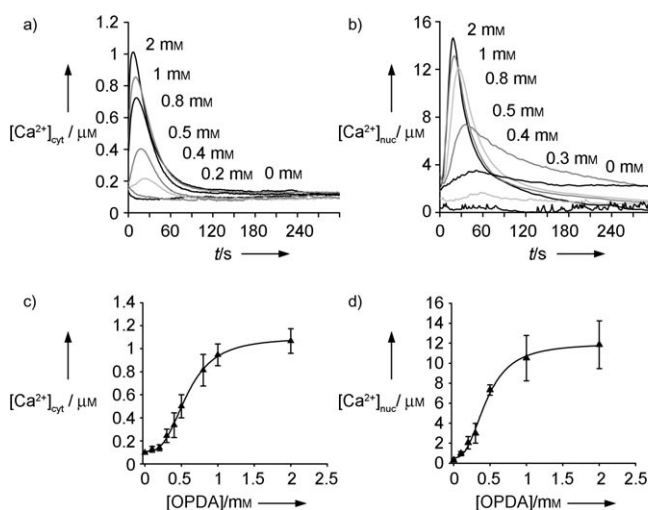 a)
1.2
1
0.8
0.6
0.4
0.2
0
[Ca²⁺]cyt / μM
2 mM
1 mM
0.8 mM
0.5 mM
0.4 mM
0.2 mM 0 mM
0 60 120 180 240
t/s
b)
16
12
8
4
0
[Ca²⁺]nuc / μM
2 mM
1 mM
0.8 mM
0.5 mM
0.4 mM
0.3 mM 0 mM
0 60 120 180 240
t/s
c)
1.4
1.2
1
0.8
0.6
0.4
0.2
0
[Ca²⁺]cyt / μM
0 0.5 1 1.5 2 2.5
[OPDA]/mM
d)
16
14
12
10
8
6
4
2
0
[Ca²⁺]nuc / μM
0 0.5 1 1.5 2 2.5
[OPDA]/mM